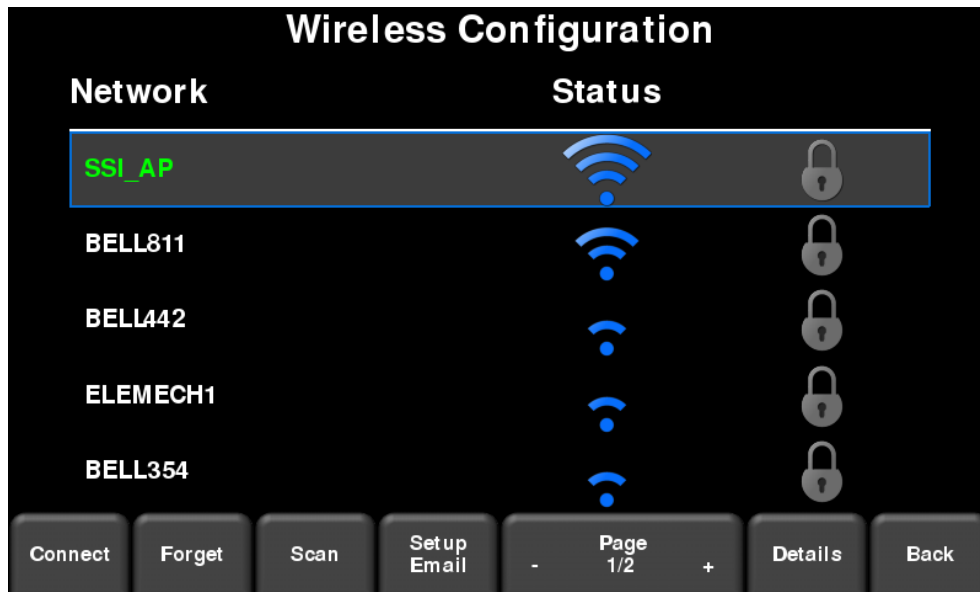 Wireless Configuration
Network Status
SSI_AP
BELL811
BELL442
ELEMECH1
BELL354
Connect Forget Scan Setup Email - Page 1/2 + Details Back